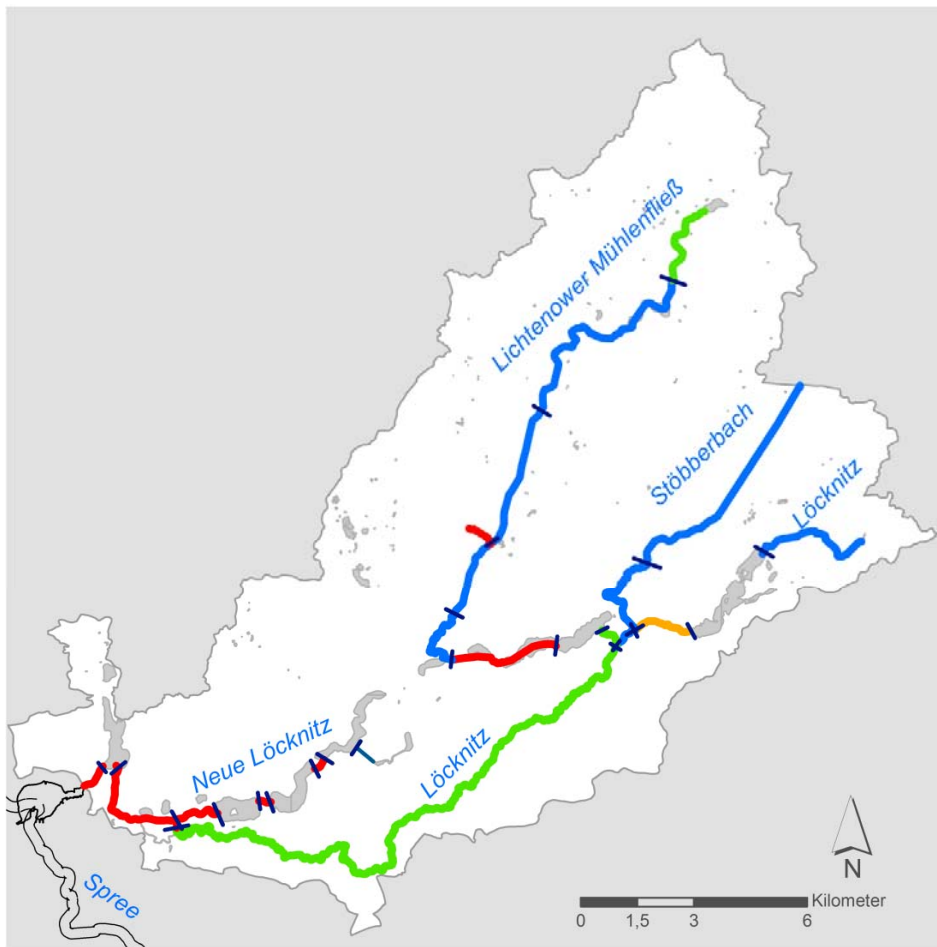 Lichtenower Mühlenfließ
Stöbberbach
Löcknitz
Neue Löcknitz
Löcknitz
Spree
N
Kilometer
0 1,5 3 6